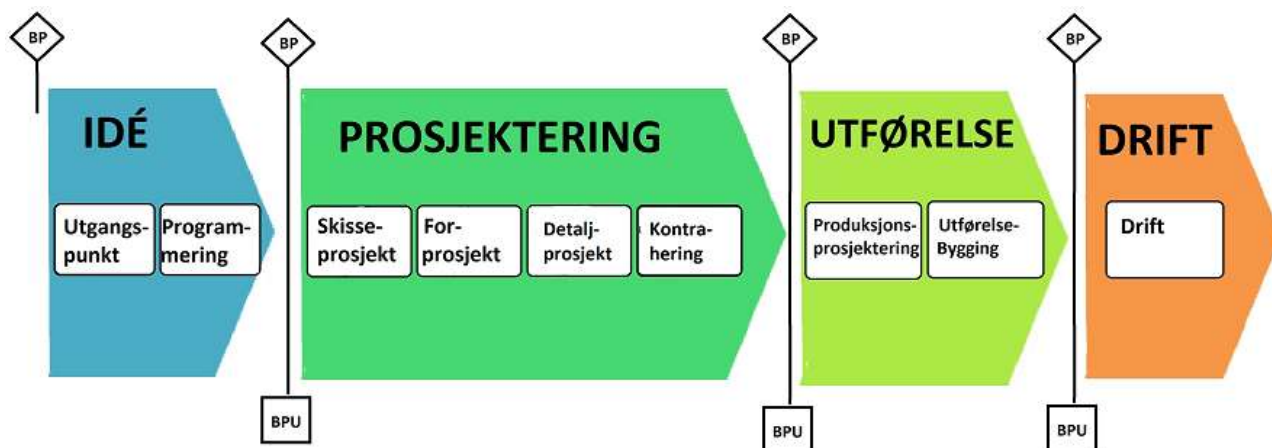 BP
BP
BP
BP
IDÉ
PROSJEKTERING
UTFØRELSE
DRIFT
Utgangs-
punkt
Program-
mering
Skisse-
prosjekt
For-
prosjekt
Detalj-
prosjekt
Kontra-
hering
Produksjons-
prosjektering
Utførelse-
Bygging
Drift
BPU
BPU
BPU